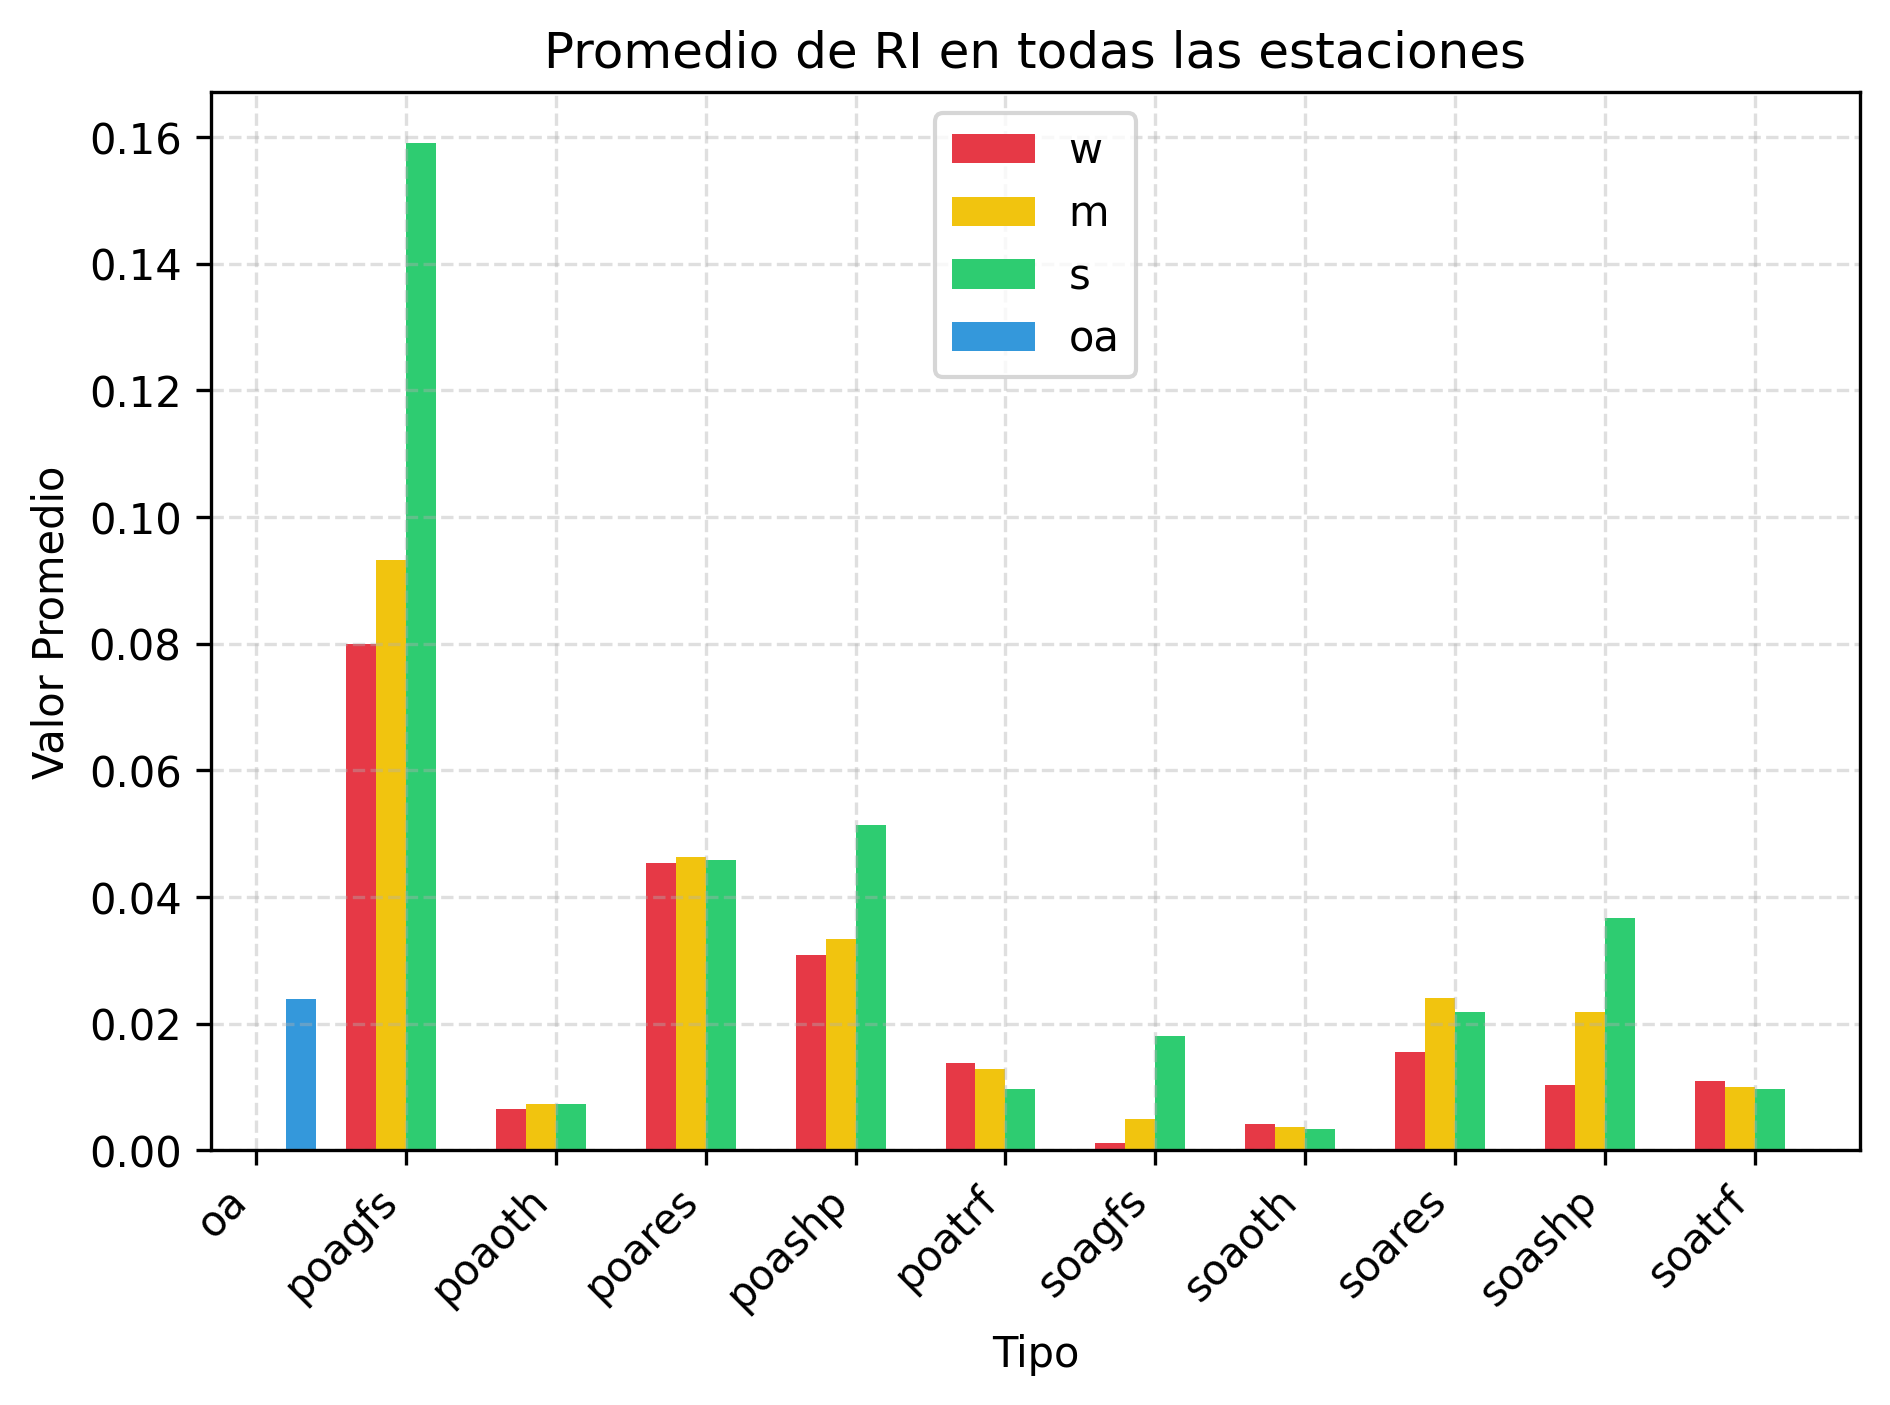 Promedio de RI en todas las estaciones
w
m
s
oa
0.16
0.14
0.12
0.10
0.08
0.06
0.04
0.02
0.00
Valor Promedio
oa
poagfs
poaoth
poares
poashp
poatrf
soagfs
soaoth
soares
soashp
soatrf
Tipo